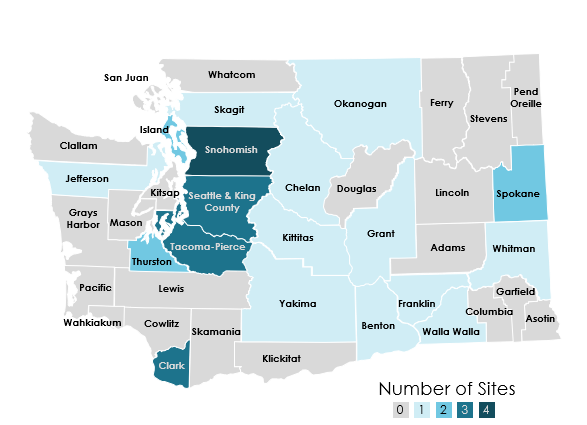 San Juan
Whatcom
Skagit
Okanogan
Ferry
Stevens
Pend
Oreille
Island
Clallam
Snohomish
Jefferson
Kitsap
Seattle & King
County
Chelan
Douglas
Lincoln
Spokane
Grays
Harbor
Mason
Tacoma-Pierce
Kittitas
Grant
Adams
Whitman
Thurston
Pacific
Lewis
Yakima
Franklin
Garfield
Columbia
Asotin
Wahkiakum
Cowlitz
Skamania
Benton
Walla Walla
Klickitat
Clark
Number of Sites
0 1 2 3 4